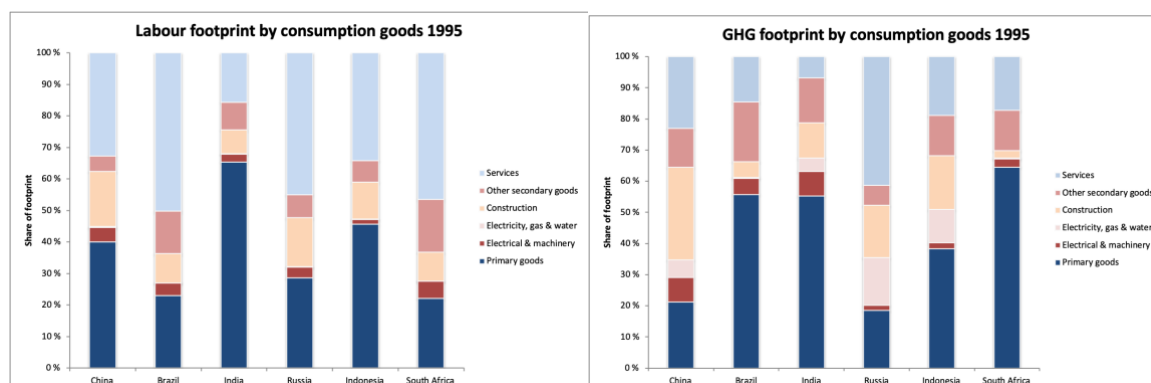 Labour footprint by consumption goods 1995
100 %
90 %
80 %
70 %
60 %
50 %
40 %
30 %
20 %
10 %
0 %
Share of footprint
China
Brazil
India
Russia
Indonesia
South Africa
Services
Other secondary goods
Construction
Electricity, gas & water
Electrical & machinery
Primary goods
GHG footprint by consumption goods 1995
100 %
90 %
80 %
70 %
60 %
50 %
40 %
30 %
20 %
10 %
0 %
Share of footprint
China
Brazil
India
Russia
Indonesia
South Africa
Services
Other secondary goods
Construction
Electricity, gas & water
Electrical & machinery
Primary goods